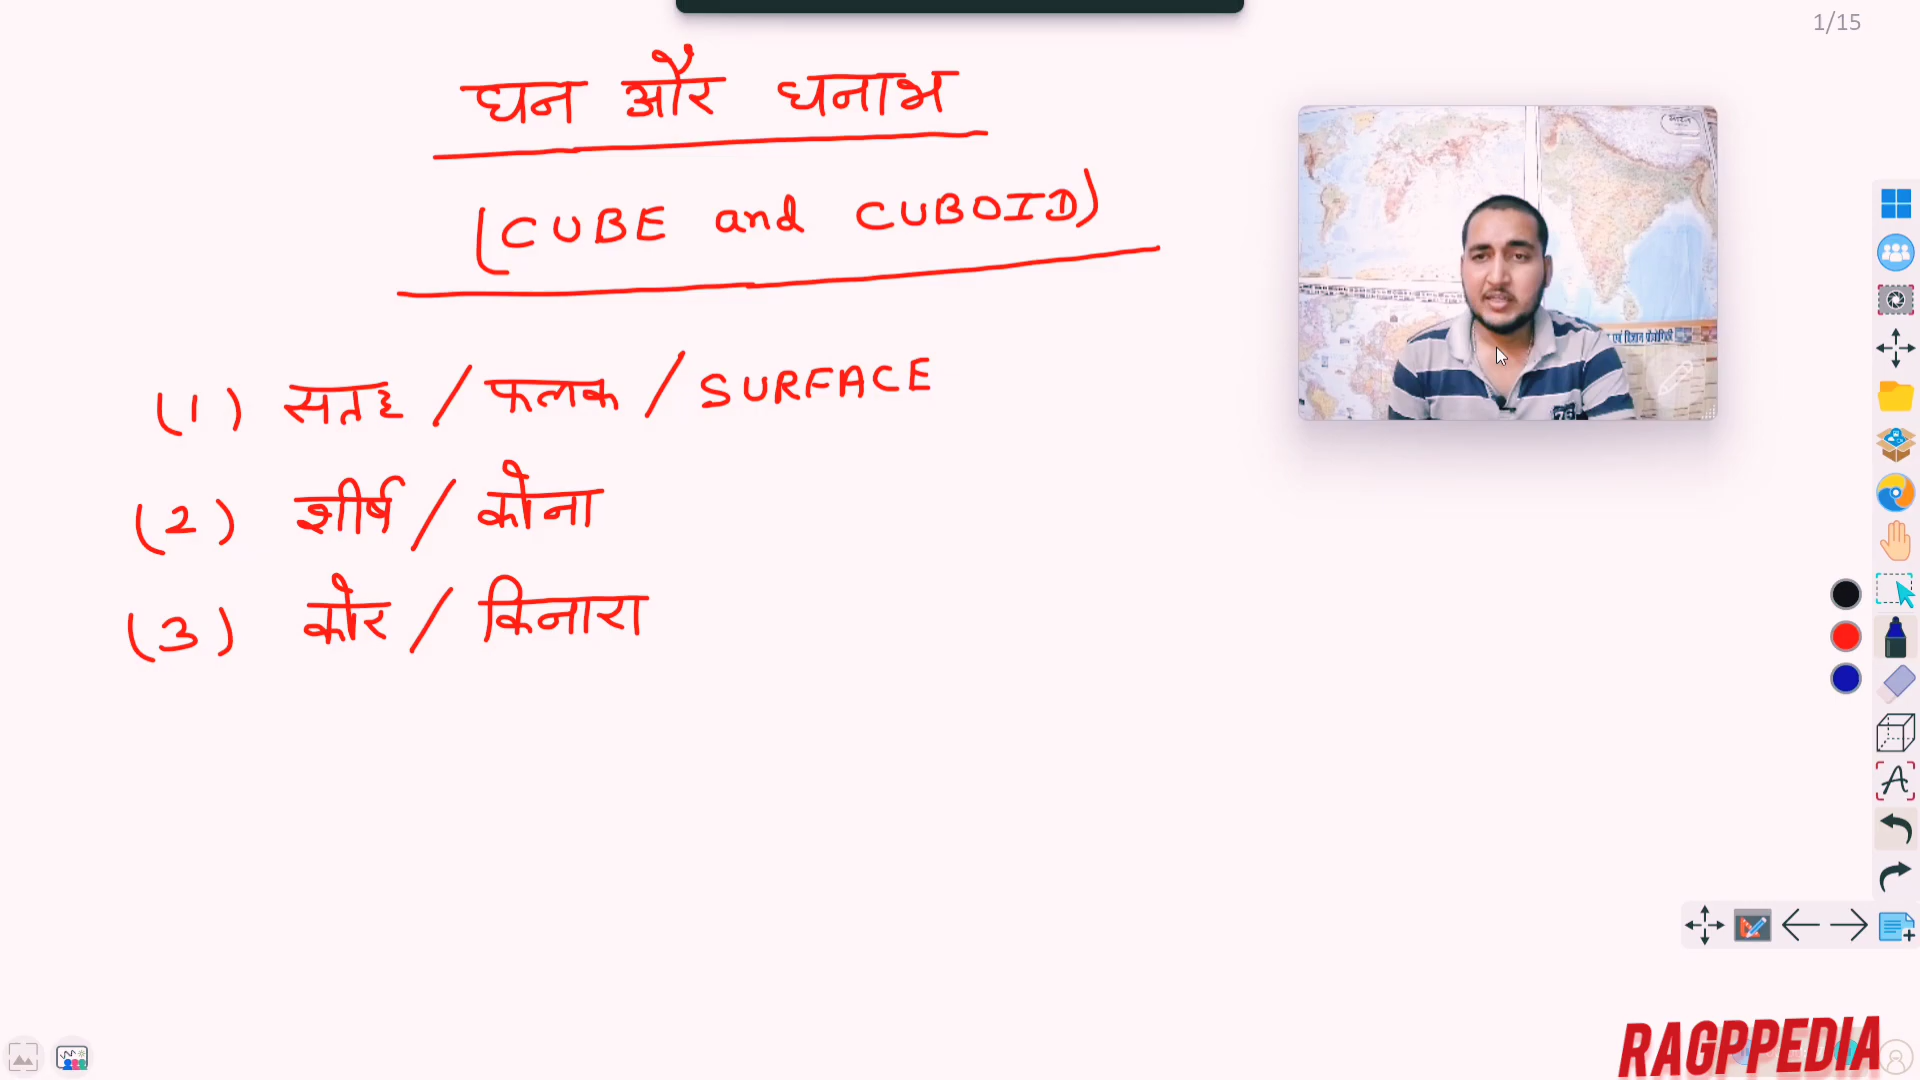 1/15
घन और घनाभ
(CUBE and CUBOID)
(1) सतह / फलक / SURFACE
(2) शीर्ष / कोना
(3) कोर / किनारा
RAGPPEDIA